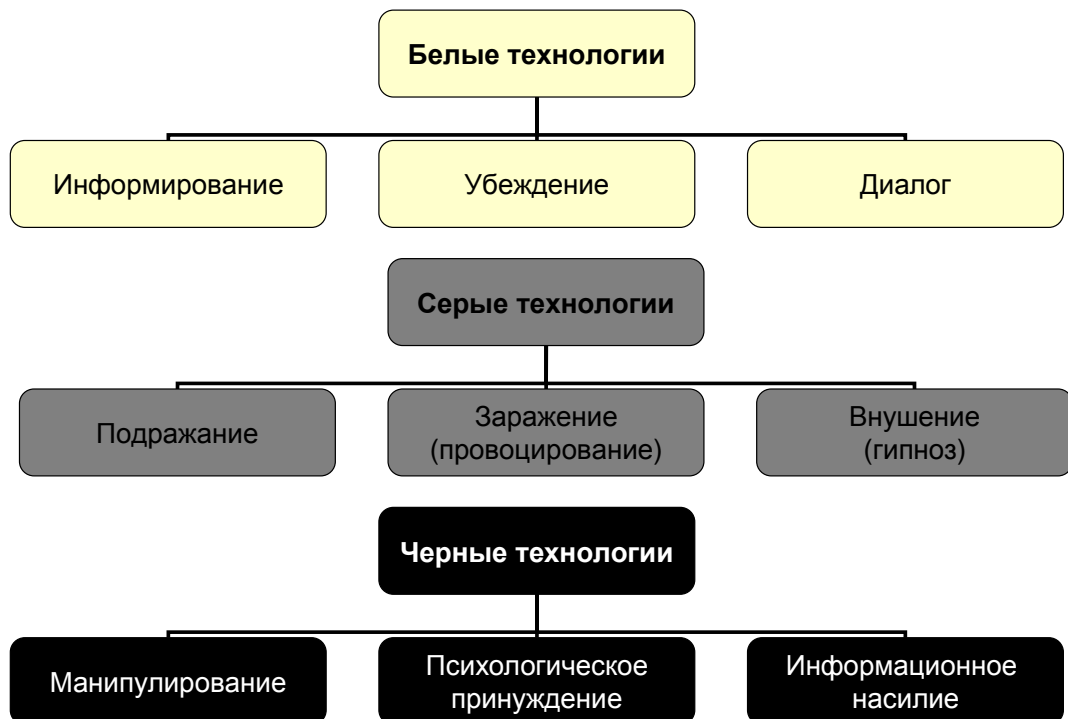 Белые технологии
Информирование
Убеждение
Диалог
Серые технологии
Подражание
Заражение
(провоцирование)
Внушение
(гипноз)
Черные технологии
Манипулирование
Психологическое
принуждение
Информационное
насилие